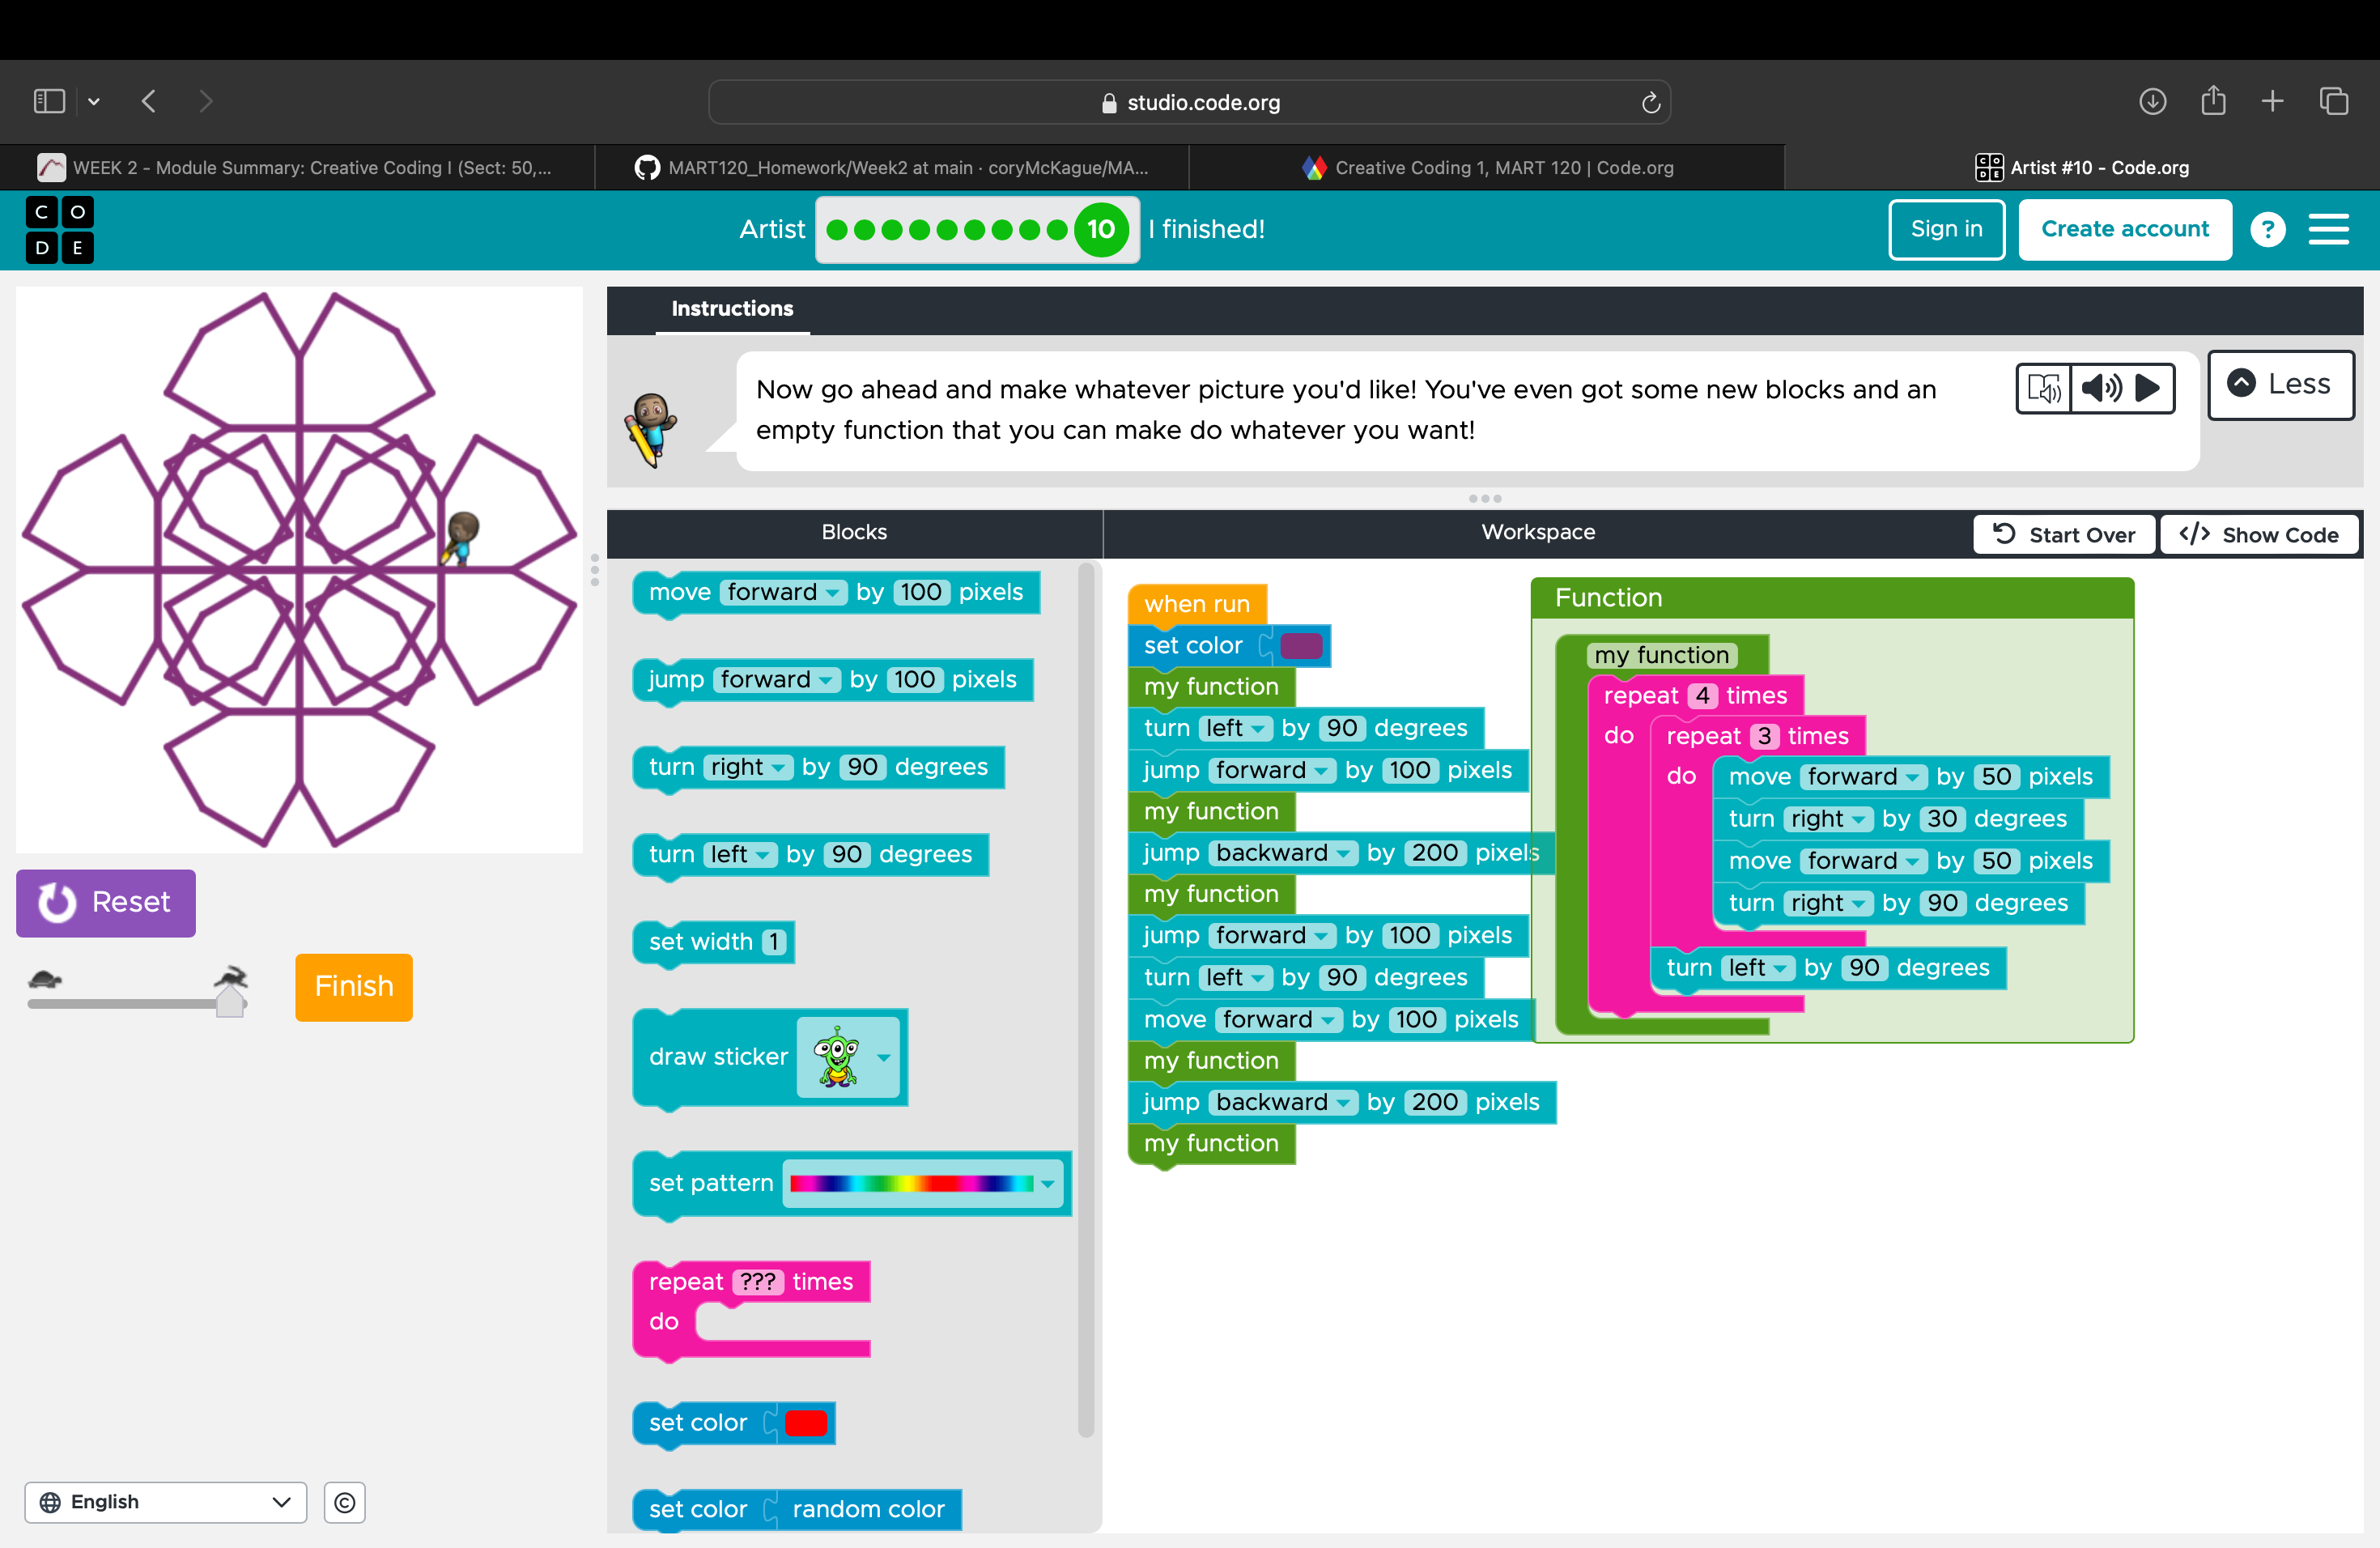 studio.code.org
WEEK 2 - Module Summary: Creative Coding I (Sect: 50,...
MART120_Homework/Week2 at main · coryMcKague/MA...
Creative Coding 1, MART 120 | Code.org
CO
DE
Artist #10 - Code.org
C O
D E
Artist
10
I finished!
Sign in
Create account
?
Instructions
Now go ahead and make whatever picture you'd like! You've even got some new blocks and an
empty function that you can make do whatever you want!
Less
Blocks
Workspace
Start Over
</> Show Code
move forward by 100 pixels
jump forward by 100 pixels
turn right by 90 degrees
turn left by 90 degrees
set width 1
draw sticker
set pattern
repeat ??? times
do
set color
set color random color
when run
set color
my function
turn left by 90 degrees
jump forward by 100 pixels
my function
jump backward by 200 pixels
my function
jump forward by 100 pixels
turn left by 90 degrees
move forward by 100 pixels
my function
jump backward by 200 pixels
my function
Function
my function
repeat 4 times
do repeat 3 times
do move forward by 50 pixels
turn right by 30 degrees
move forward by 50 pixels
turn right by 90 degrees
turn left by 90 degrees
Reset
Finish
English
©